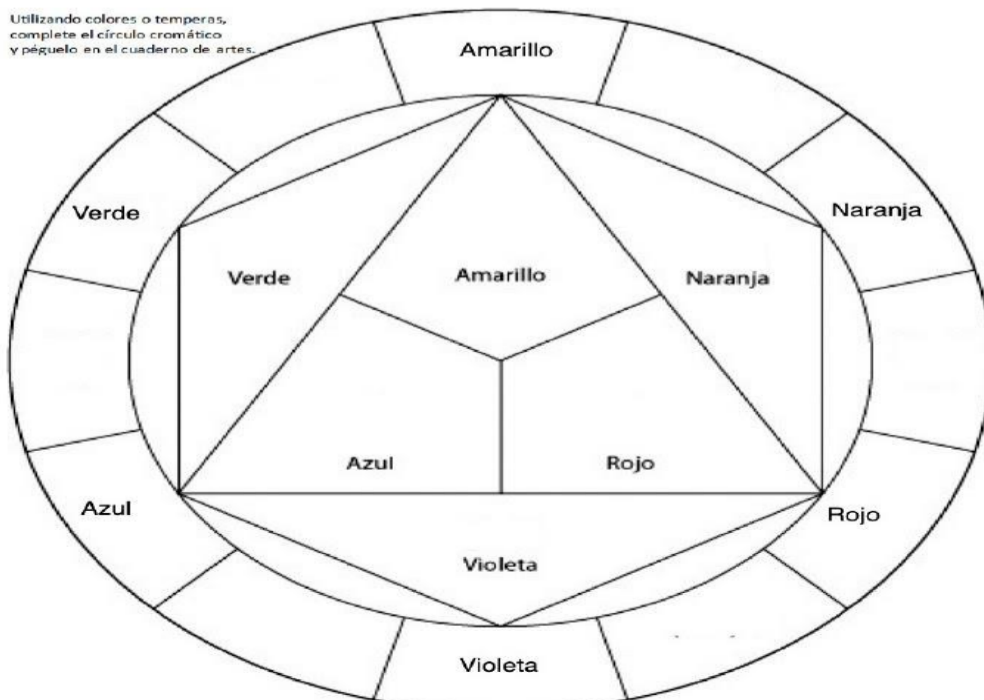 Utilizando colores o temperas,
complete el círculo cromático
y péguelo en el cuaderno de artes.
Amarillo
Verde
Naranja
Verde
Amarillo
Naranja
Azul
Rojo
Azul
Rojo
Violeta
Violeta